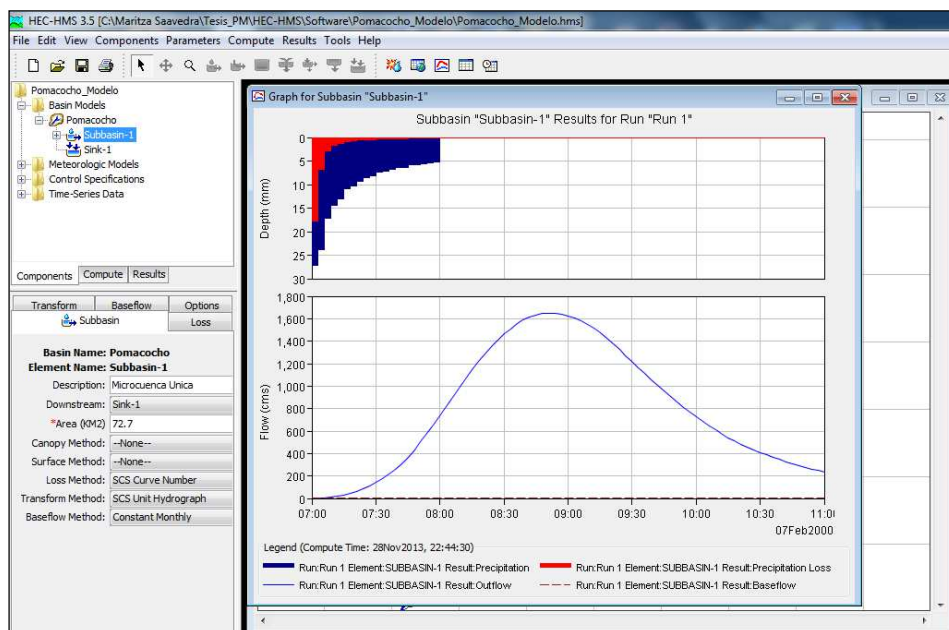 HEC-HMS 3.5 [C:\Maritza Saavedra\Tesis_PM\HEC-HMS\Software\Pomacocho_Modelo\Pomacocho_Modelo.hms]
File Edit View Components Parameters Compute Results Tools Help
Pomacocho_Modelo
Basin Models
Pomacocho
Subbasin-1
Sink-1
Meteorologic Models
Control Specifications
Time-Series Data
Components Compute Results
Transform Baseflow Options
Subbasin Loss
Basin Name: Pomacocho
Element Name: Subbasin-1
Description: Microcuenca Unica
Downstream: Sink-1
*Area (KM2) 72.7
Canopy Method: --None--
Surface Method: --None--
Loss Method: SCS Curve Number
Transform Method: SCS Unit Hydrograph
Baseflow Method: Constant Monthly
Graph for Subbasin "Subbasin-1"
Subbasin "Subbasin-1" Results for Run "Run 1"
Depth (mm)
0
5
10
15
20
25
30
Flow (cms)
1,800
1,600
1,400
1,200
1,000
800
600
400
200
0
07:00 07:30 08:00 08:30 09:00 09:30 10:00 10:30 11:0
07Feb2000
Legend (Compute Time: 28Nov2013, 22:44:30)
Run:Run 1 Element:SUBBASIN-1 Result:Precipitation Run:Run 1 Element:SUBBASIN-1 Result:Precipitation Loss
Run:Run 1 Element:SUBBASIN-1 Result:Outflow Run:Run 1 Element:SUBBASIN-1 Result:Baseflow